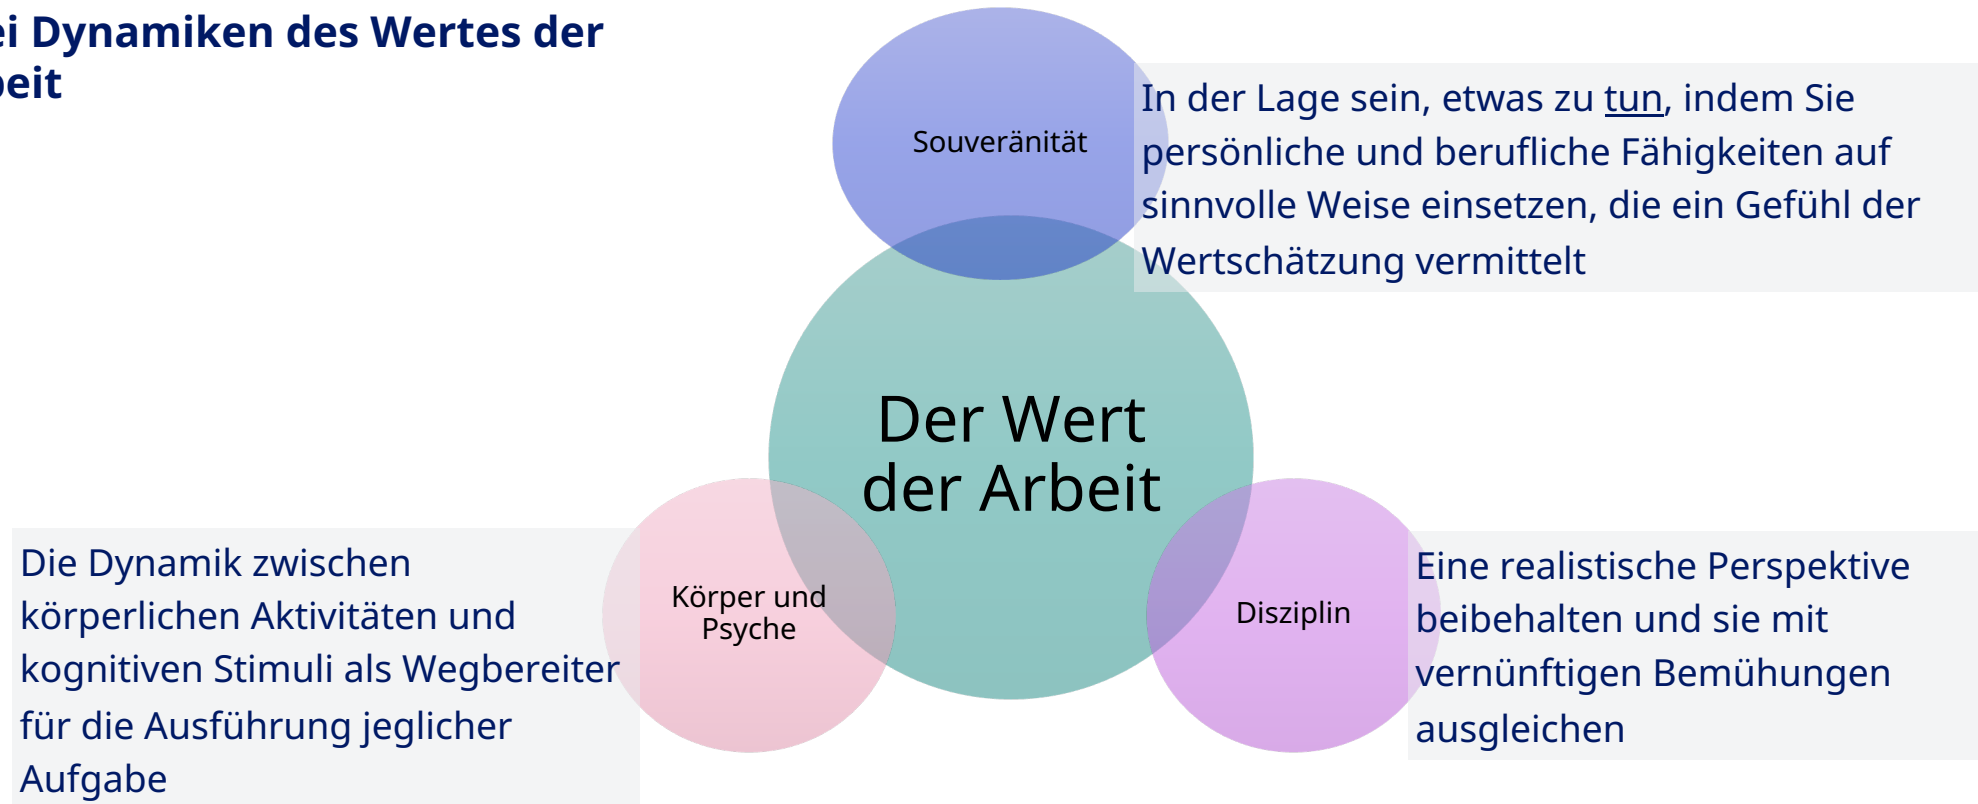 Dynamiken des Wertes der
Souveränität
In der Lage sein, etwas zu tun, indem Sie
persönliche und berufliche Fähigkeiten auf
sinnvolle Weise einsetzen, die ein Gefühl der
Wertschätzung vermittelt
Der Wert
der Arbeit
Die Dynamik zwischen
körperlichen Aktivitäten und
kognitiven Stimuli als Wegbereiter
für die Ausführung jeglicher
Aufgabe
Körper und
Psyche
Disziplin
Eine realistische Perspektive
beibehalten und sie mit
vernünftigen Bemühungen
ausgleichen